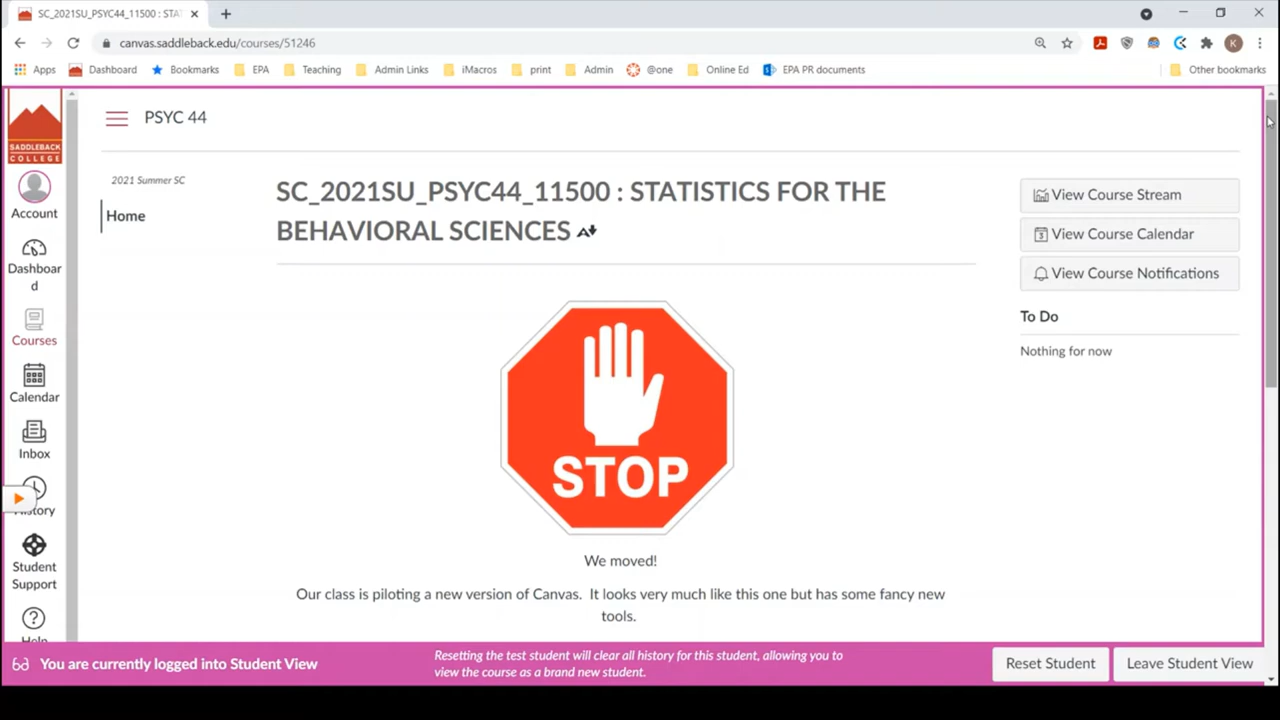 SC_2021SU_PSYC44_11500 : STA
canvas.saddleback.edu/courses/51246
K
Apps
Dashboard
Bookmarks
EPA
Teaching
Admin Links
iMacros
print
Admin
@one
Online Ed
EPA PR documents
Other bookmarks
SADDLEBACK
COLLEGE
Account
Dashboar
d
Courses
Calendar
Inbox
History
Student
Support
Help
PSYC 44
2021 Summer SC
Home
SC_2021SU_PSYC44_11500 : STATISTICS FOR THE
BEHAVIORAL SCIENCES
STOP
We moved!
Our class is piloting a new version of Canvas. It looks very much like this one but has some fancy new
tools.
View Course Stream
View Course Calendar
View Course Notifications
To Do
Nothing for now
You are currently logged into Student View
Resetting the test student will clear all history for this student, allowing you to
view the course as a brand new student.
Reset Student
Leave Student View